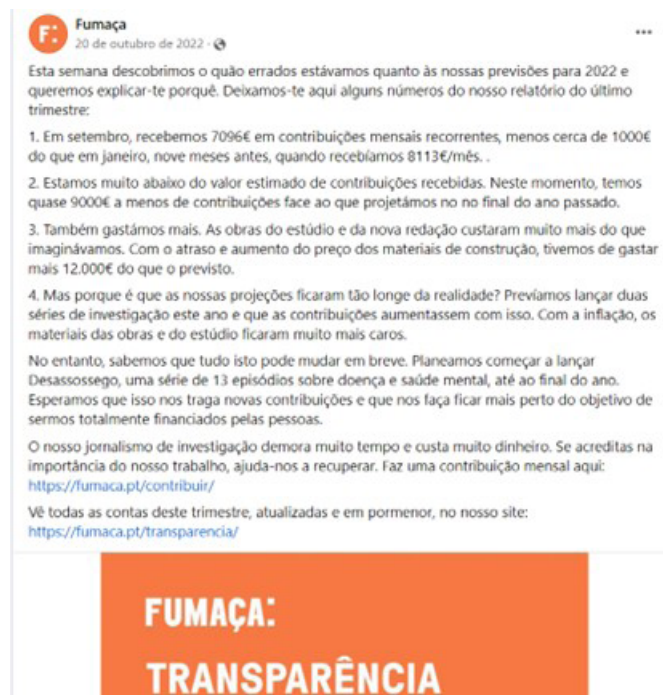 F:
Fumaça
20 de outubro de 2022 ·
Esta semana descobrimos o quão errados estávamos quanto às nossas previsões para 2022 e
queremos explicar-te porquê. Deixamos-te aqui alguns números do nosso relatório do último
trimestre:
1. Em setembro, recebemos 7096€ em contribuições mensais recorrentes, menos cerca de 1000€
do que em janeiro, nove meses antes, quando recebíamos 8113€/mês. .
2. Estamos muito abaixo do valor estimado de contribuições recebidas. Neste momento, temos
quase 9000€ a menos de contribuições face ao que projetámos no no final do ano passado.
3. Também gastámos mais. As obras do estúdio e da nova redação custaram muito mais do que
imaginávamos. Com o atraso e aumento do preço dos materiais de construção, tivemos de gastar
mais 12.000€ do que o previsto.
4. Mas porque é que as nossas projeções ficaram tão longe da realidade? Prevíamos lançar duas
séries de investigação este ano e que as contribuições aumentassem com isso. Com a inflação, os
materiais das obras e do estúdio ficaram muito mais caros.
No entanto, sabemos que tudo isto pode mudar em breve. Planeamos começar a lançar
Desassossego, uma série de 13 episódios sobre doença e saúde mental, até ao final do ano.
Esperamos que isso nos traga novas contribuições e que nos faça ficar mais perto do objetivo de
sermos totalmente financiados pelas pessoas.
O nosso jornalismo de investigação demora muito tempo e custa muito dinheiro. Se acreditas na
importância do nosso trabalho, ajuda-nos a recuperar. Faz uma contribuição mensal aqui:
https://fumaca.pt/contribuir/
Vê todas as contas deste trimestre, atualizadas e em pormenor, no nosso site:
https://fumaca.pt/transparencia/
FUMAÇA:
TRANSPARÊNCIA